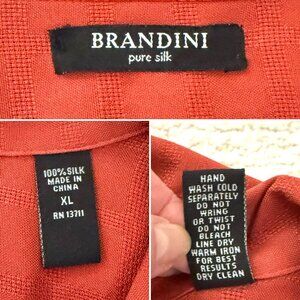 BRANDINI
pure silk
100% SILK
MADE IN
CHINA
XL
RN 13711
HAND
WASH COLD
SEPARATELY
DO NOT
WRING
OR TWIST
DO NOT
BLEACH
LINE DRY
WARM IRON
FOR BEST
RESULTS
DRY CLEAN